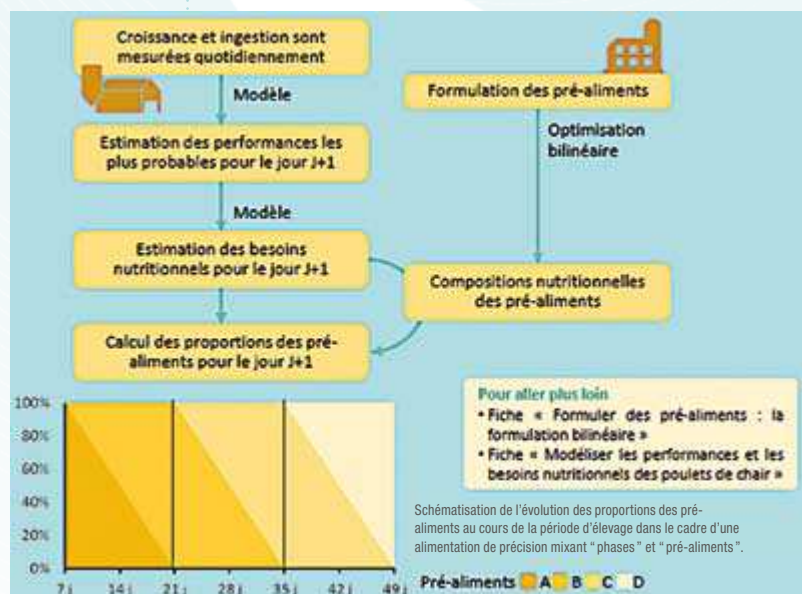 Croissance et ingestion sont
mesurées quotidiennement
Modèle
Estimation des performances les
plus probables pour le jour J+1
Modèle
Estimation des besoins
nutritionnels pour le jour J+1
Calcul des proportions des pré-
aliments pour le jour J+1
Formulation des pré-aliments
Optimisation
bilinéaire
Compositions nutritionnelles
des pré-aliments
100%
80%
60%
40%
20%
0%
7 j 14 j 21 j 28 j 35 j 42 j 49 j
Pour aller plus loin
• Fiche « Formuler des pré-aliments : la
formulation bilinéaire »
• Fiche « Modéliser les performances et les
besoins nutritionnels des poulets de chair »
Schématisation de l'évolution des proportions des pré-
aliments au cours de la période d'élevage dans le cadre d'une
alimentation de précision mixant "phases" et "pré-aliments".
Pré-aliments A B C D